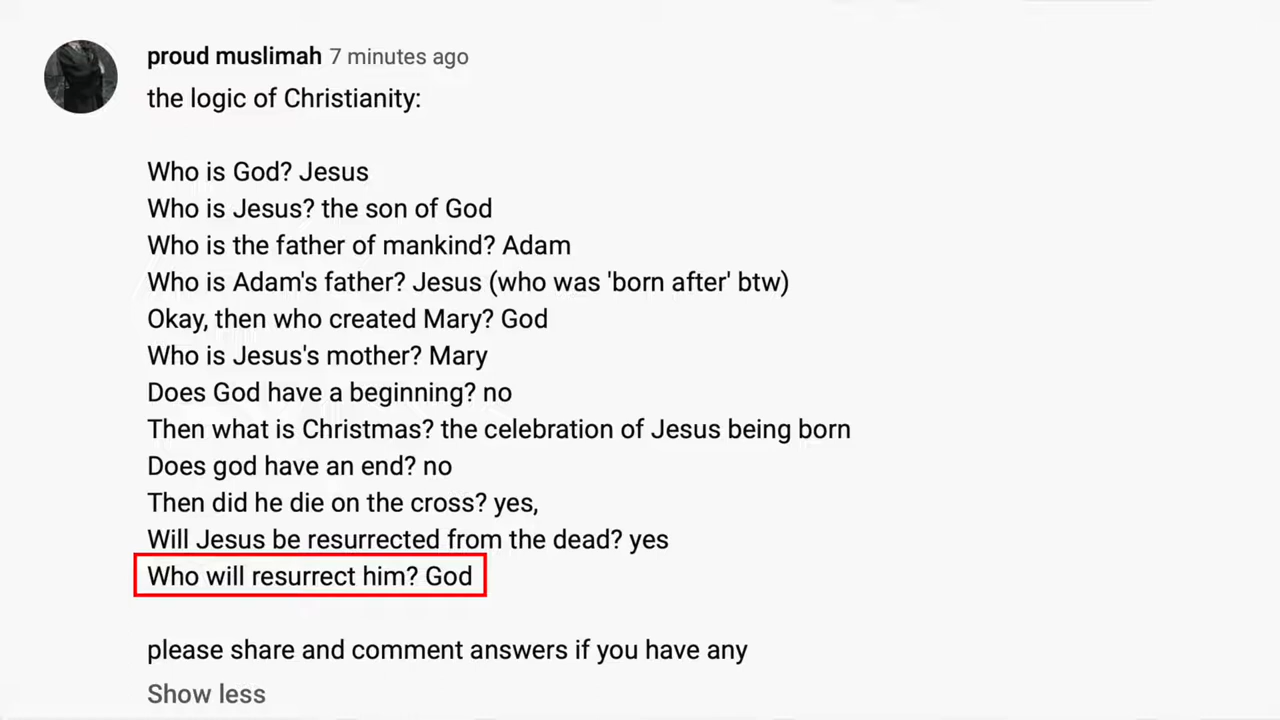 proud muslimah 7 minutes ago
the logic of Christianity:
Who is God? Jesus
Who is Jesus? the son of God
Who is the father of mankind? Adam
Who is Adam's father? Jesus (who was 'born after' btw)
Okay, then who created Mary? God
Who is Jesus's mother? Mary
Does God have a beginning? no
Then what is Christmas? the celebration of Jesus being born
Does god have an end? no
Then did he die on the cross? yes,
Will Jesus be resurrected from the dead? yes
Who will resurrect him? God
please share and comment answers if you have any
Show less